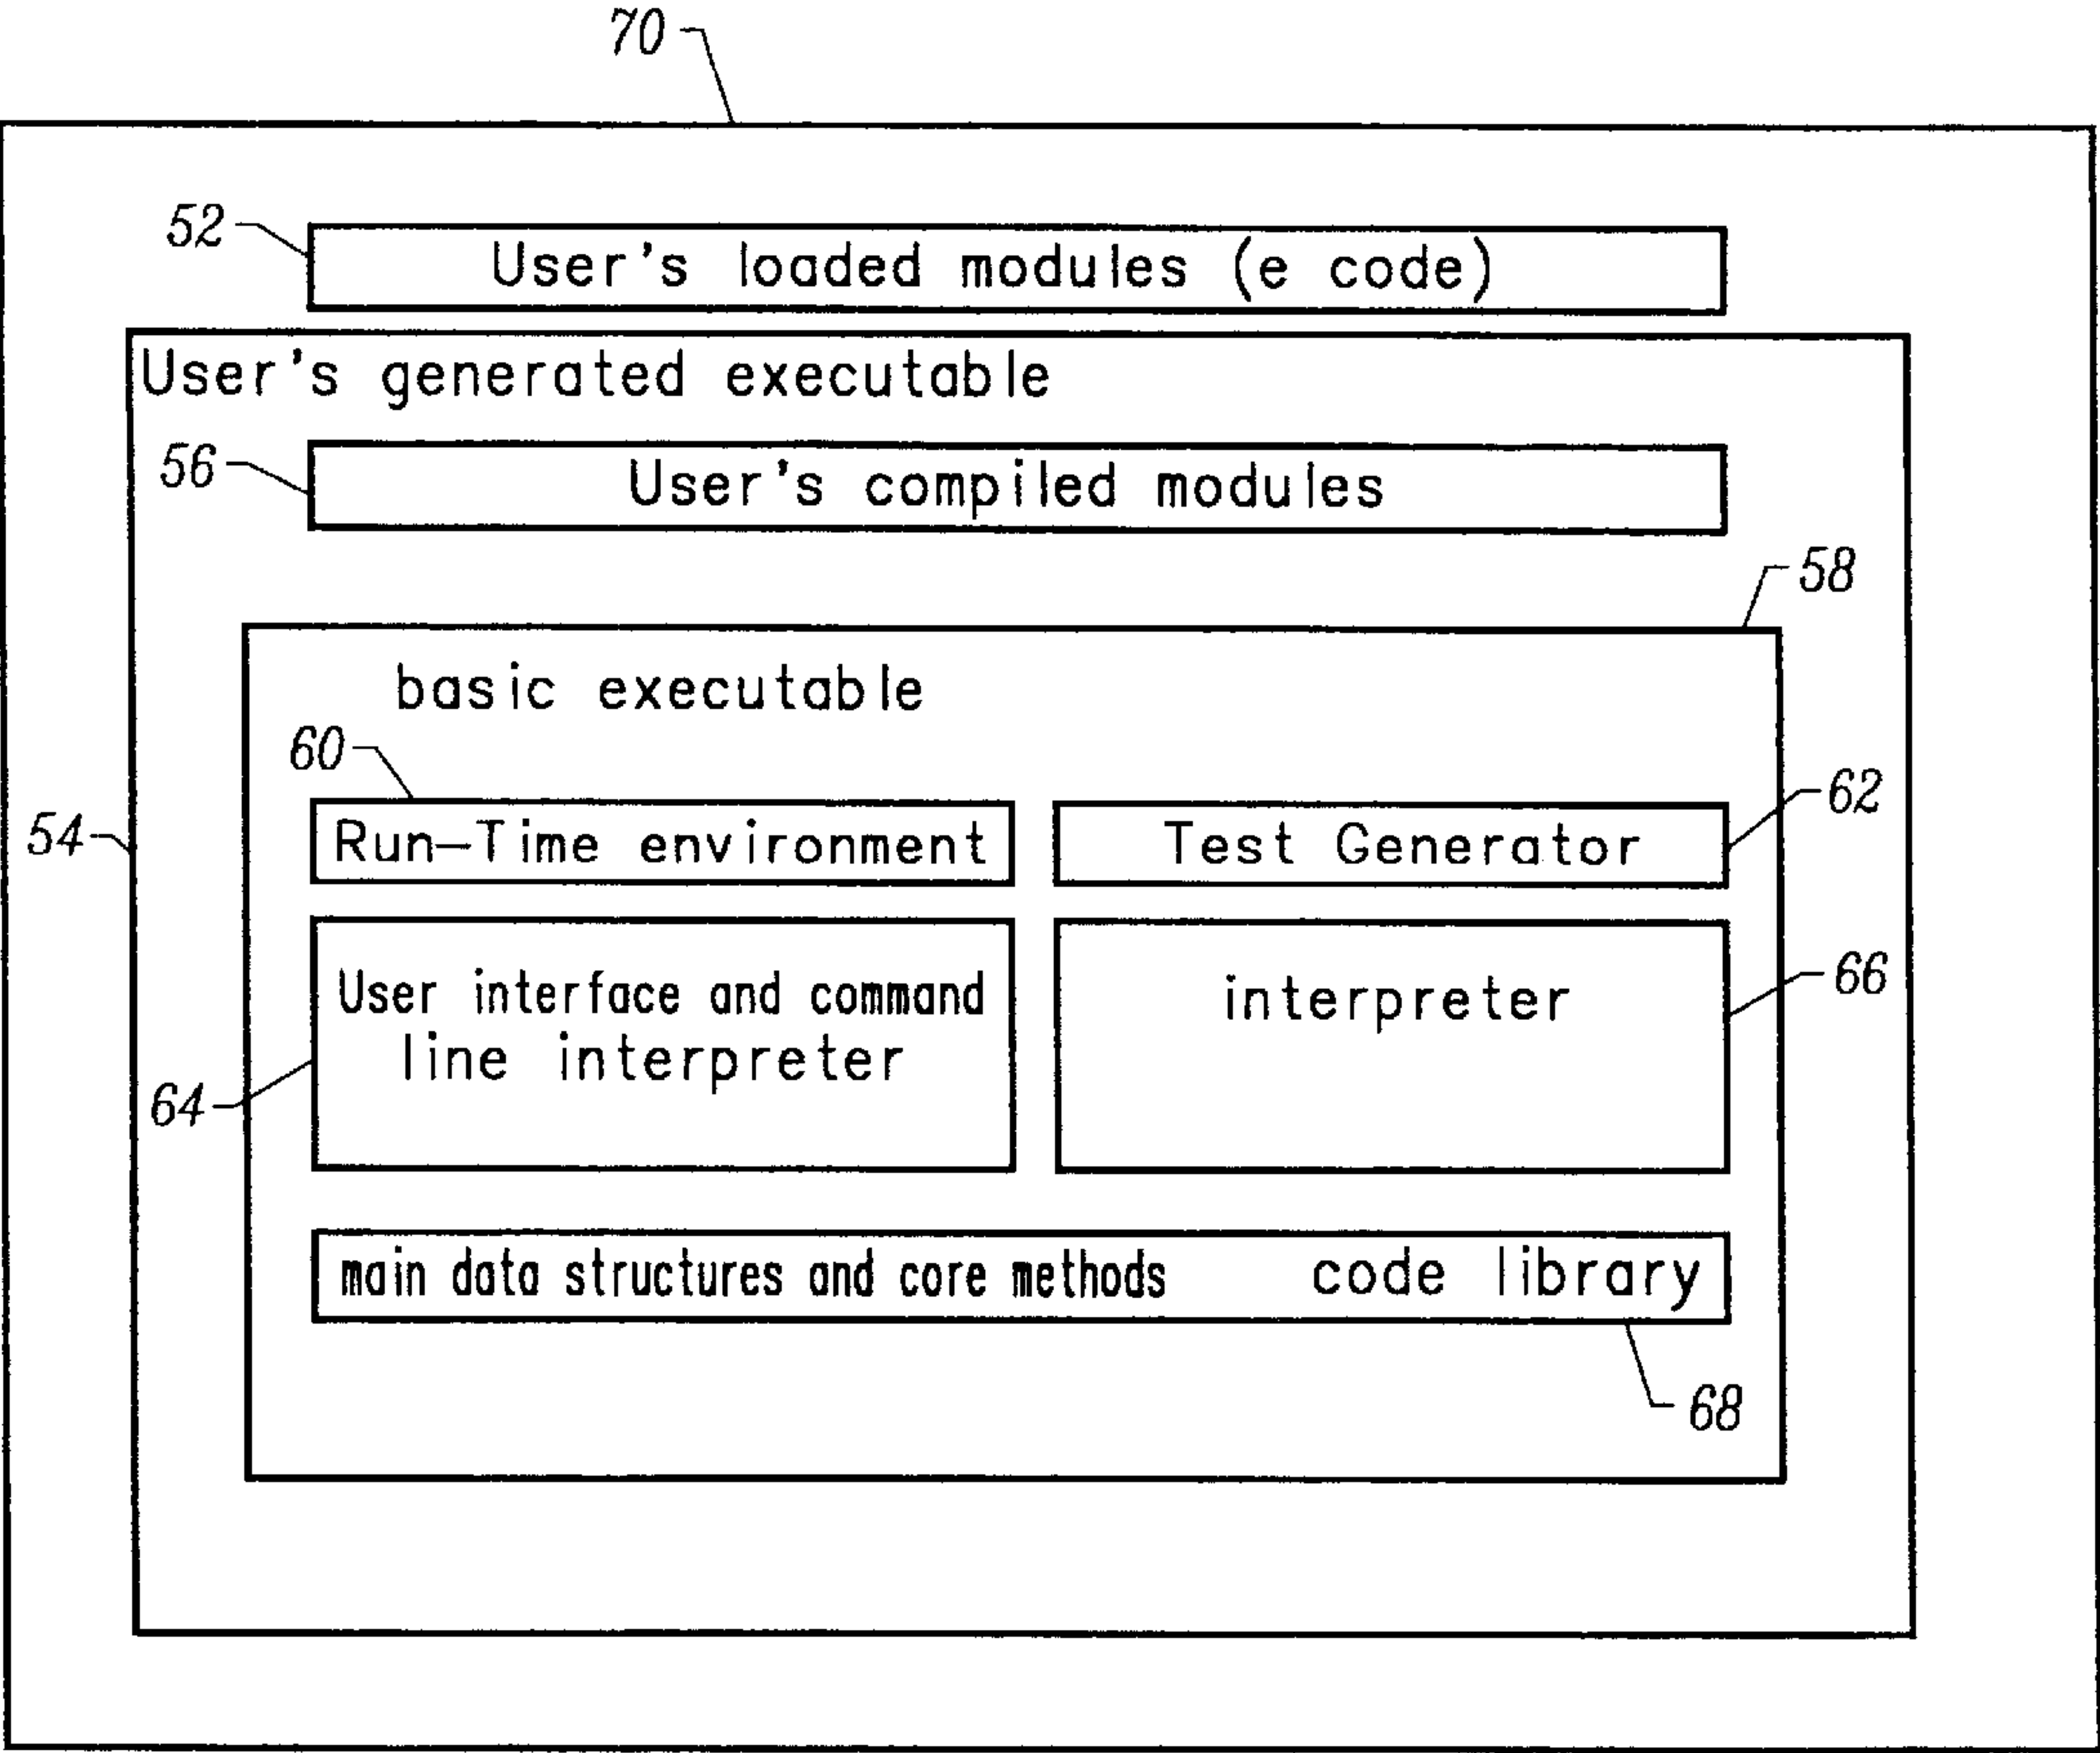 70
52
User's loaded modules (e code)
User's generated executable
56
User's compiled modules
58
basic executable
60
62
54
Run-Time environment
Test Generator
User interface and command
line interpreter
interpreter
66
64
main data structures and core methods code library
68